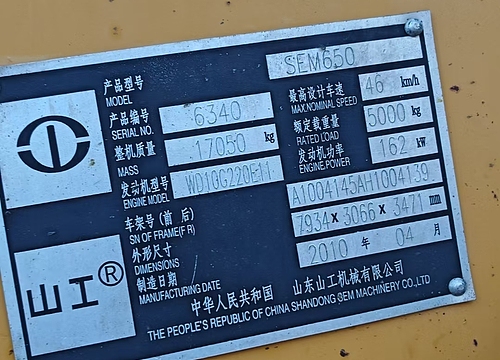 产品型号 SEM650
MODEL
产品编号 6340 最高设计车速 46 km/h
SERIAL NO. MAX.NOMINAL SPEED
整机质量 17050 kg 额定载重量 5000 kg
MASS RATED LOAD
发动机型号 WD10G220E11 发动机功率 162 kW
ENGINE MODEL ENGINE.POWER
车架号 (前 后) A1004145AH1004139
SN OF FRAME(F R)
外形尺寸 7934 x 3066 x 3471 mm
DIMENSIONS
制造日期 2010 年 04 月
MANUFACTURING DATE
山工®
中华人民共和国 山东山工机械有限公司
THE PEOPLE'S REPUBLIC OF CHINA SHANDONG SEM MACHINERY CO.,LTD